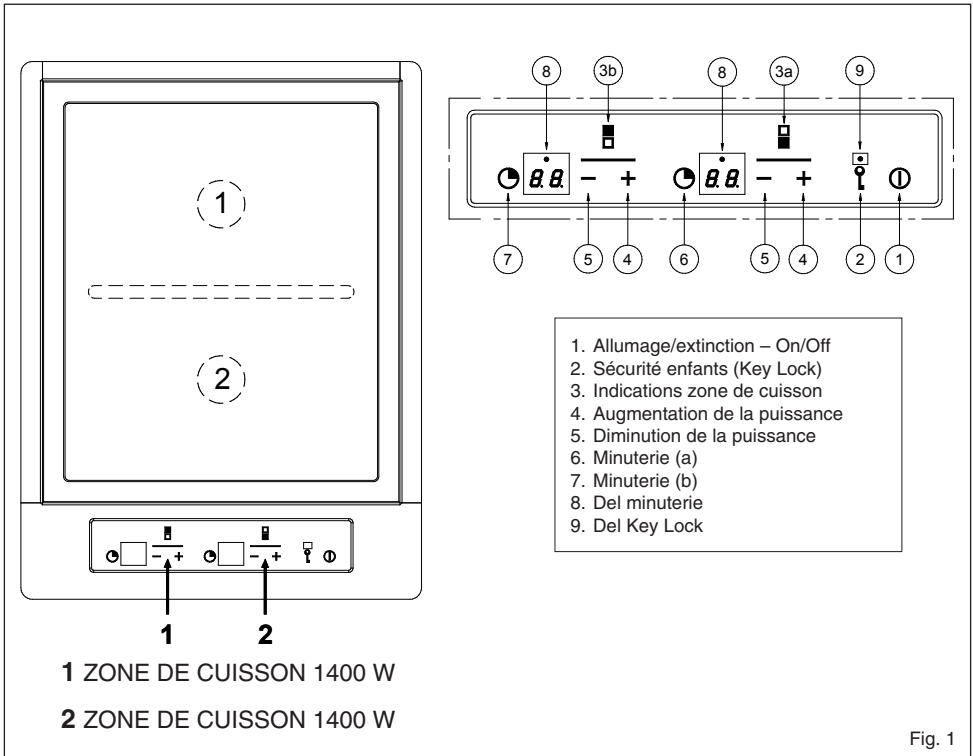 8 3b 8 3a 9
8.8. − + 8.8. − +
7 5 4 6 5 4 2 1
1
2
− + − +
1 2
1 ZONE DE CUISSON 1400 W
2 ZONE DE CUISSON 1400 W
1. Allumage/extinction – On/Off
2. Sécurité enfants (Key Lock)
3. Indications zone de cuisson
4. Augmentation de la puissance
5. Diminution de la puissance
6. Minuterie (a)
7. Minuterie (b)
8. Del minuterie
9. Del Key Lock
Fig. 1